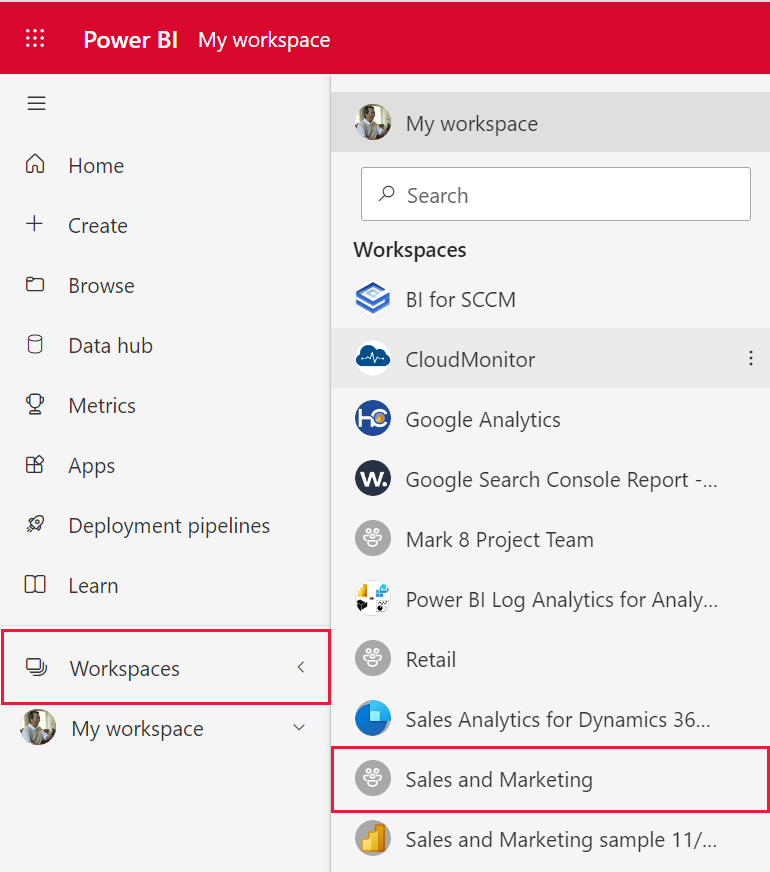 Power BI My workspace
Home
Create
Browse
Data hub
Metrics
Apps
Deployment pipelines
Learn
Workspaces
My workspace
My workspace
Search
Workspaces
BI for SCCM
CloudMonitor
HC
Google Analytics
W.
Google Search Console Report -...
Mark 8 Project Team
Power BI Log Analytics for Analy...
Retail
Sales Analytics for Dynamics 36...
Sales and Marketing
Sales and Marketing sample 11/...